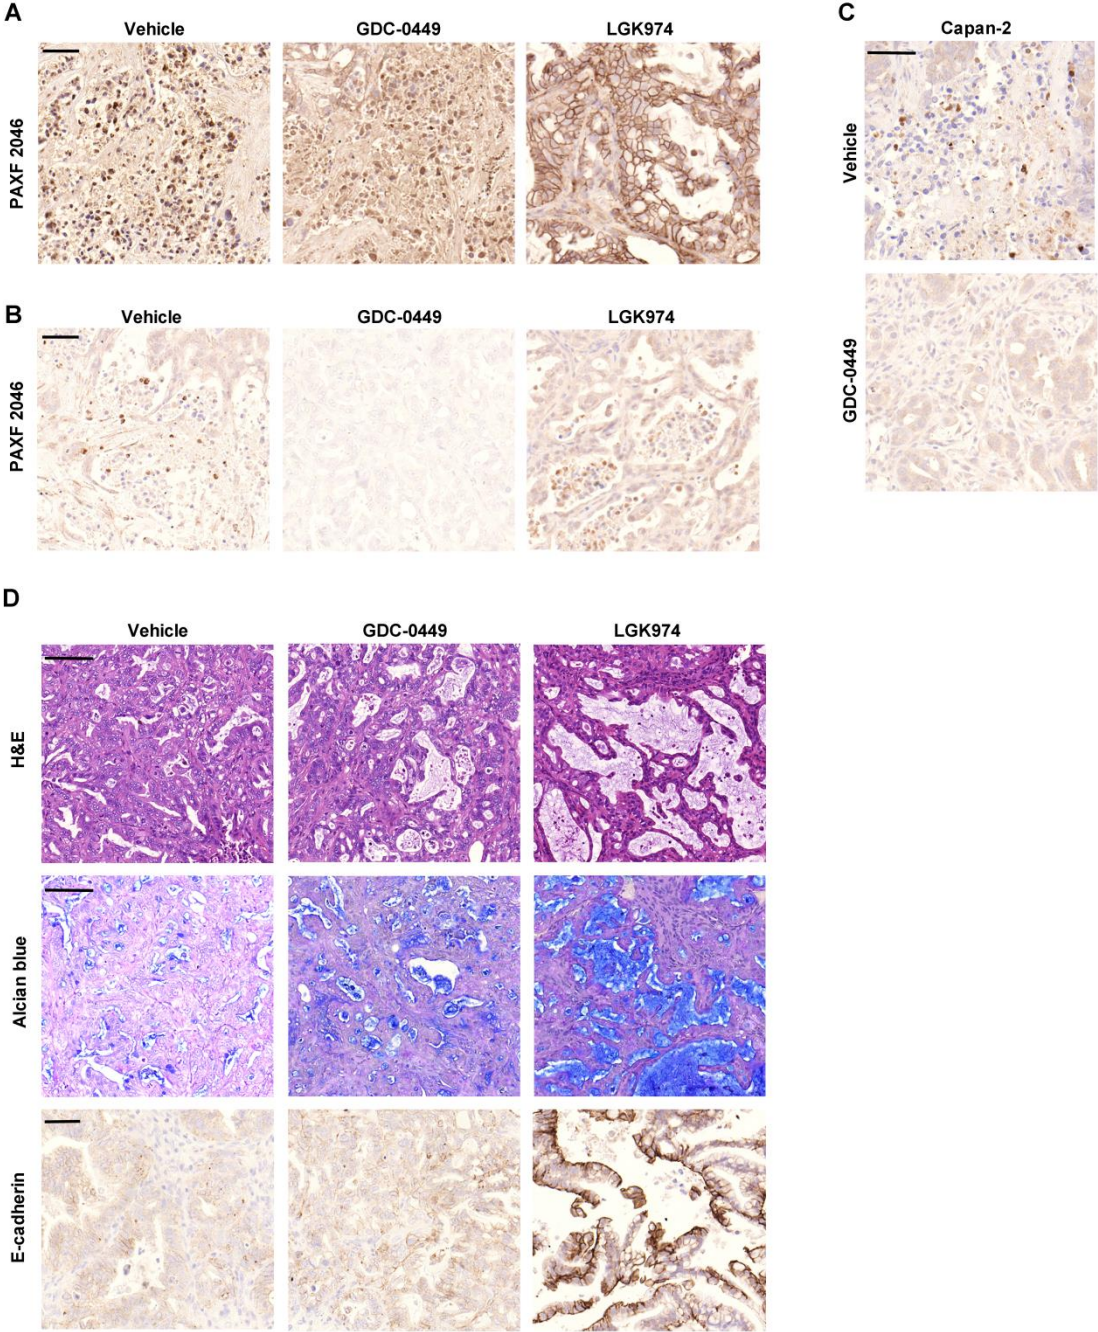 A
Vehicle
GDC-0449
LGK974
PAXF 2046
B
Vehicle
GDC-0449
LGK974
PAXF 2046
C
Capan-2
Vehicle
GDC-0449
D
Vehicle
GDC-0449
LGK974
H&E
Alcian blue
E-cadherin